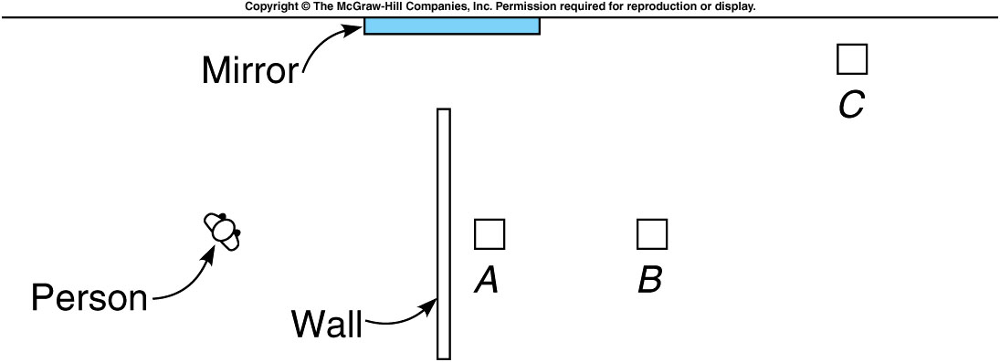 Copyright © The McGraw-Hill Companies, Inc. Permission required for reproduction or display.
Mirror
C
A
B
Person
Wall